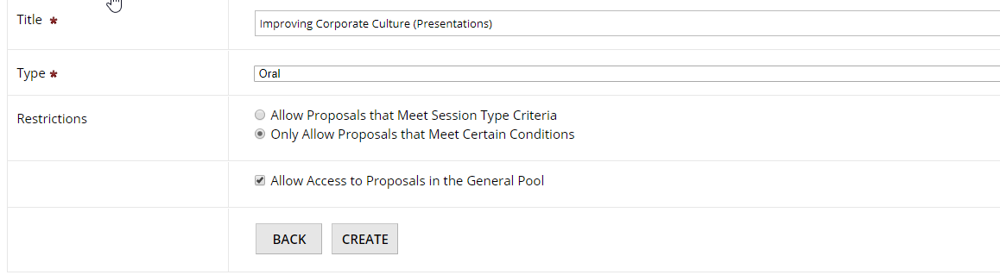 Title *
Improving Corporate Culture (Presentations)
Type *
Oral
Restrictions
Allow Proposals that Meet Session Type Criteria
Only Allow Proposals that Meet Certain Conditions
Allow Access to Proposals in the General Pool
BACK CREATE